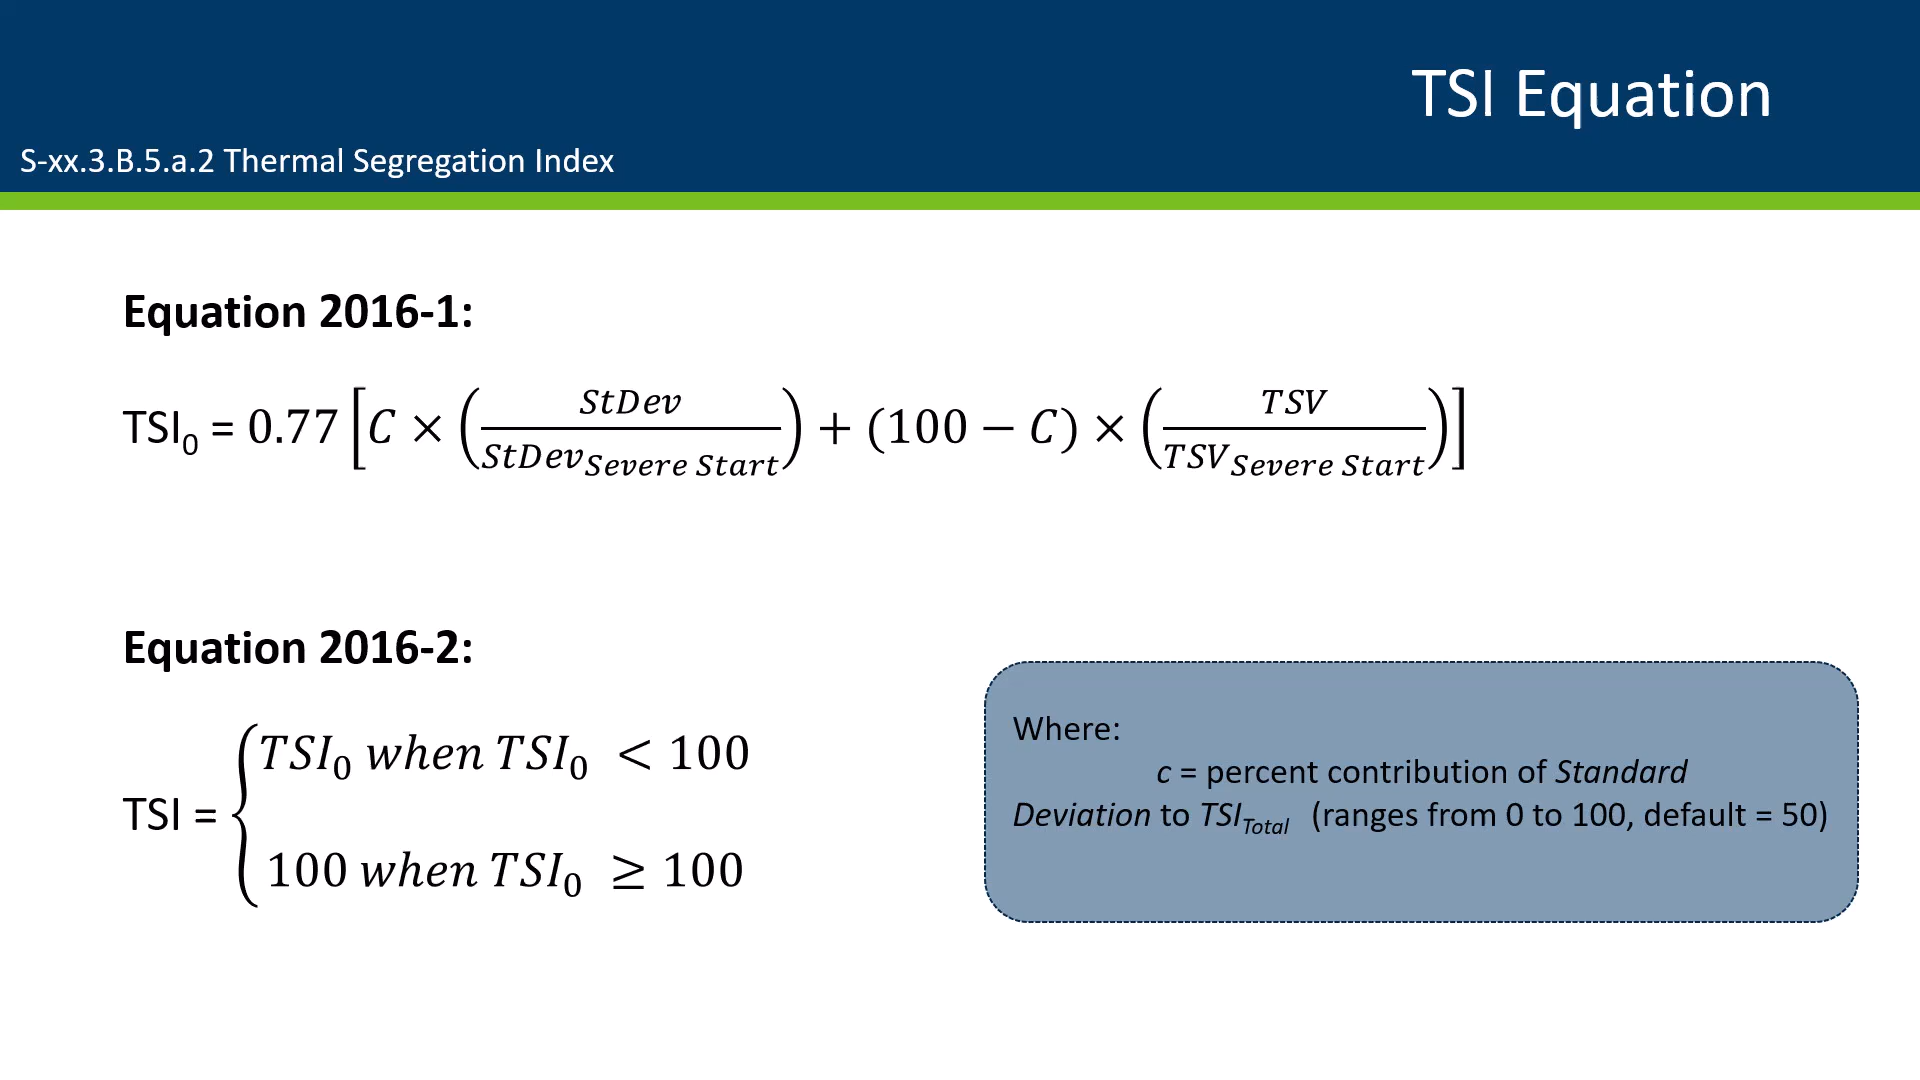 TSI Equation
S-xx.3.B.5.a.2 Thermal Segregation Index
Equation 2016-1:
TSI₀ = 0.77 [C × (StDev / StDev_Severe Start) + (100 − C) × (TSV / TSV_Severe Start)]
Equation 2016-2:
TSI = { TSI₀ when TSI₀ < 100
100 when TSI₀ ≥ 100
Where:
c = percent contribution of Standard
Deviation to TSI_Total (ranges from 0 to 100, default = 50)